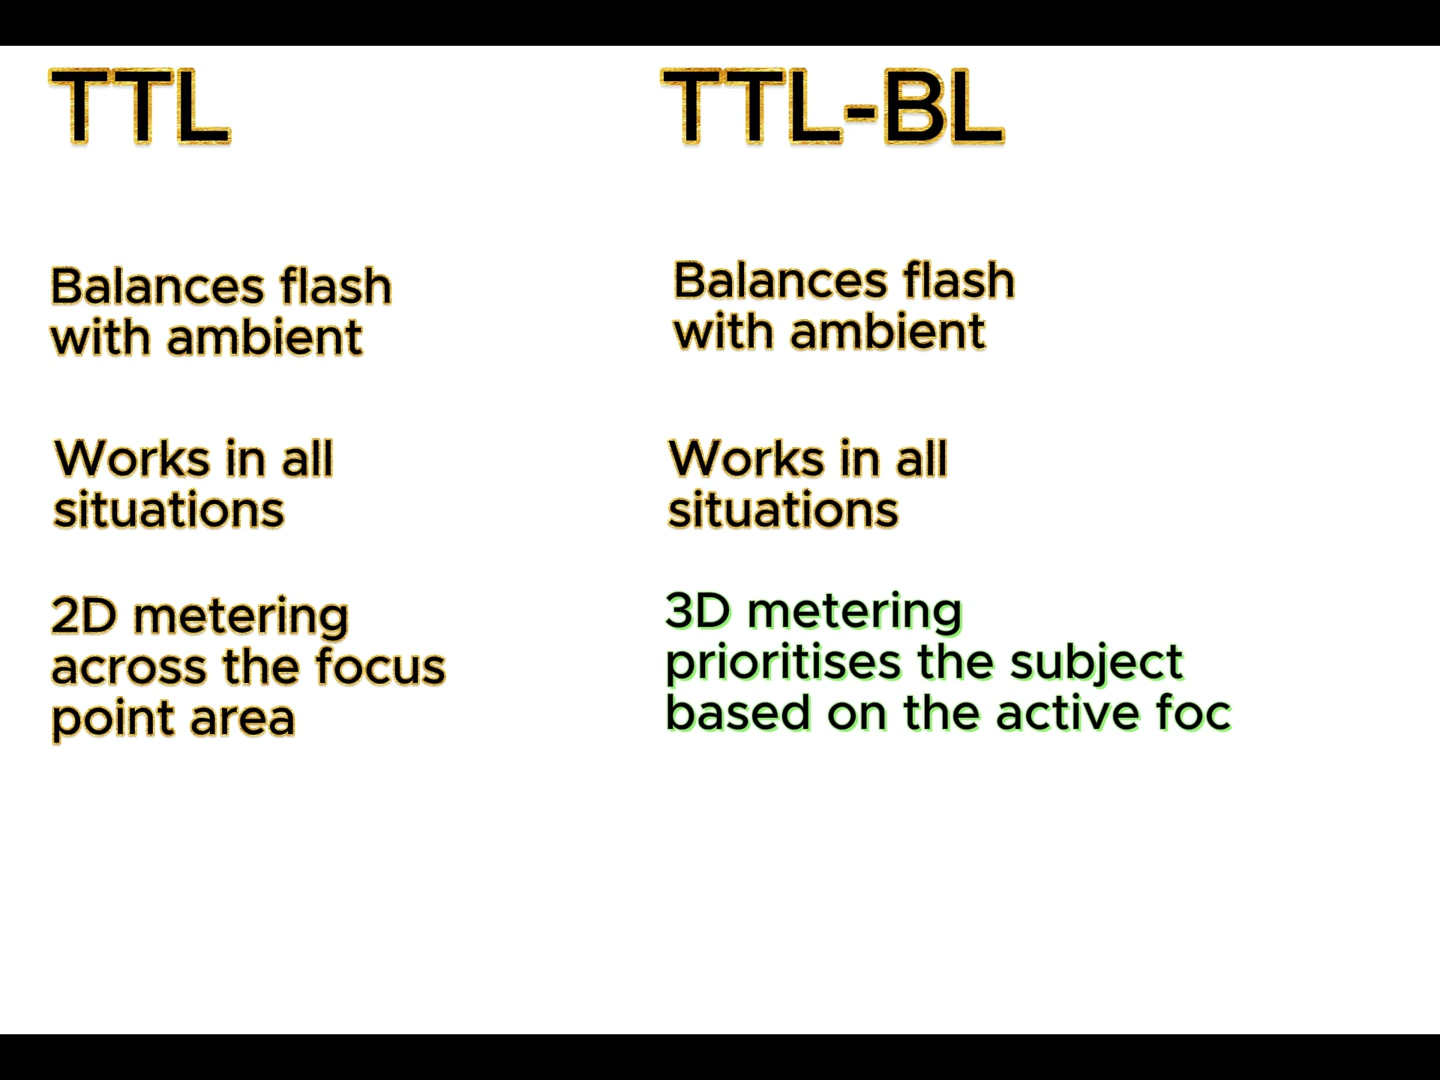 TTL
TTL-BL
Balances flash
with ambient
Balances flash
with ambient
Works in all
situations
Works in all
situations
2D metering
across the focus
point area
3D metering
prioritises the subject
based on the active foc